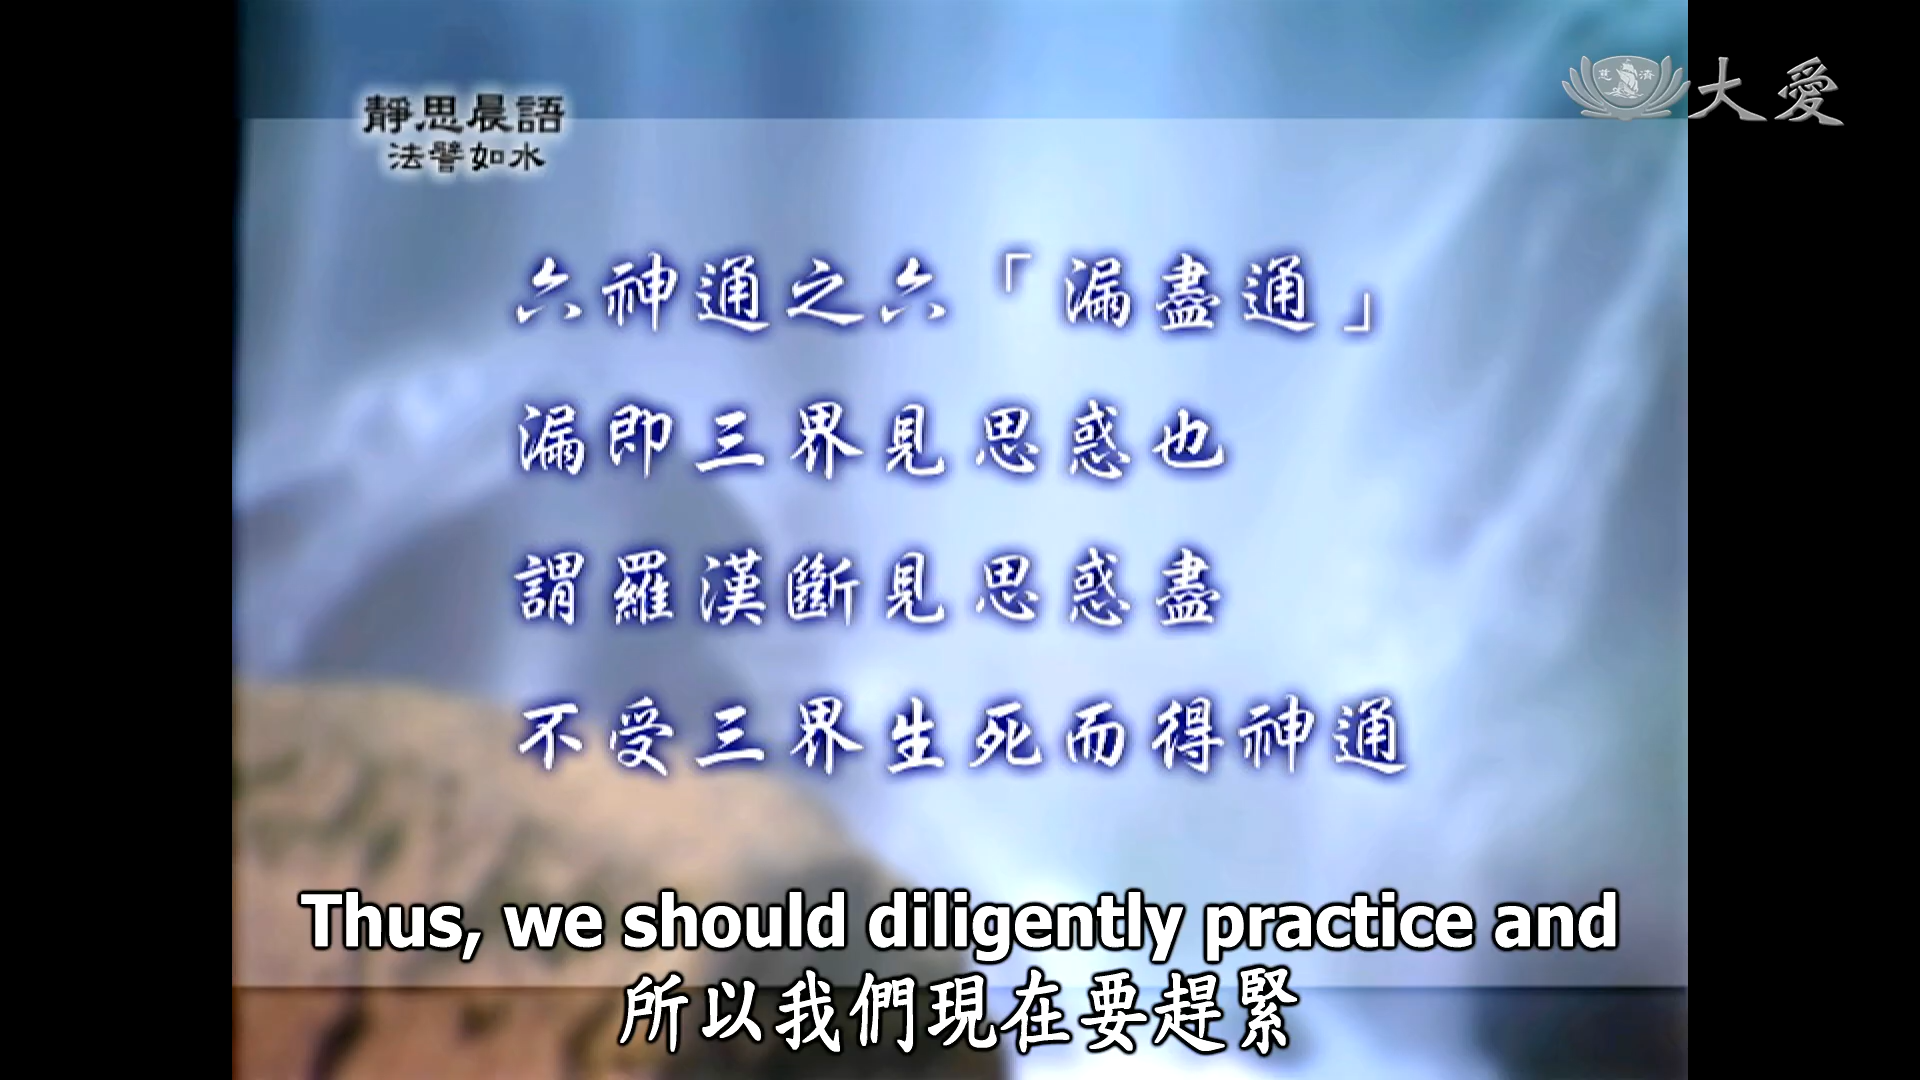 靜思晨語
法譬如水
慈濟
大愛
六神通之六「漏盡通」
漏即三界見思惑也
謂羅漢斷見思惑盡
不受三界生死而得神通
Thus, we should diligently practice and
所以我們現在要趕緊